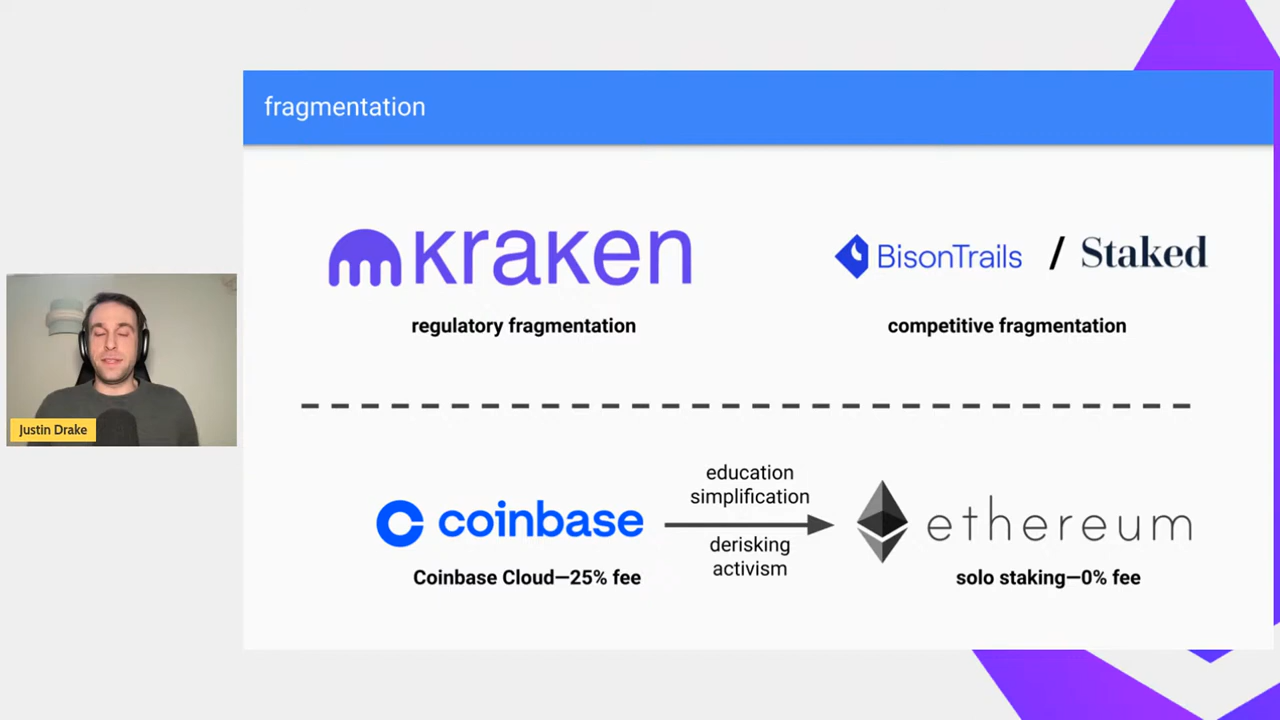 fragmentation
kraken
BisonTrails / Staked
regulatory fragmentation
competitive fragmentation
Justin Drake
education
simplification
coinbase
ethereum
derisking
activism
Coinbase Cloud—25% fee
solo staking—0% fee